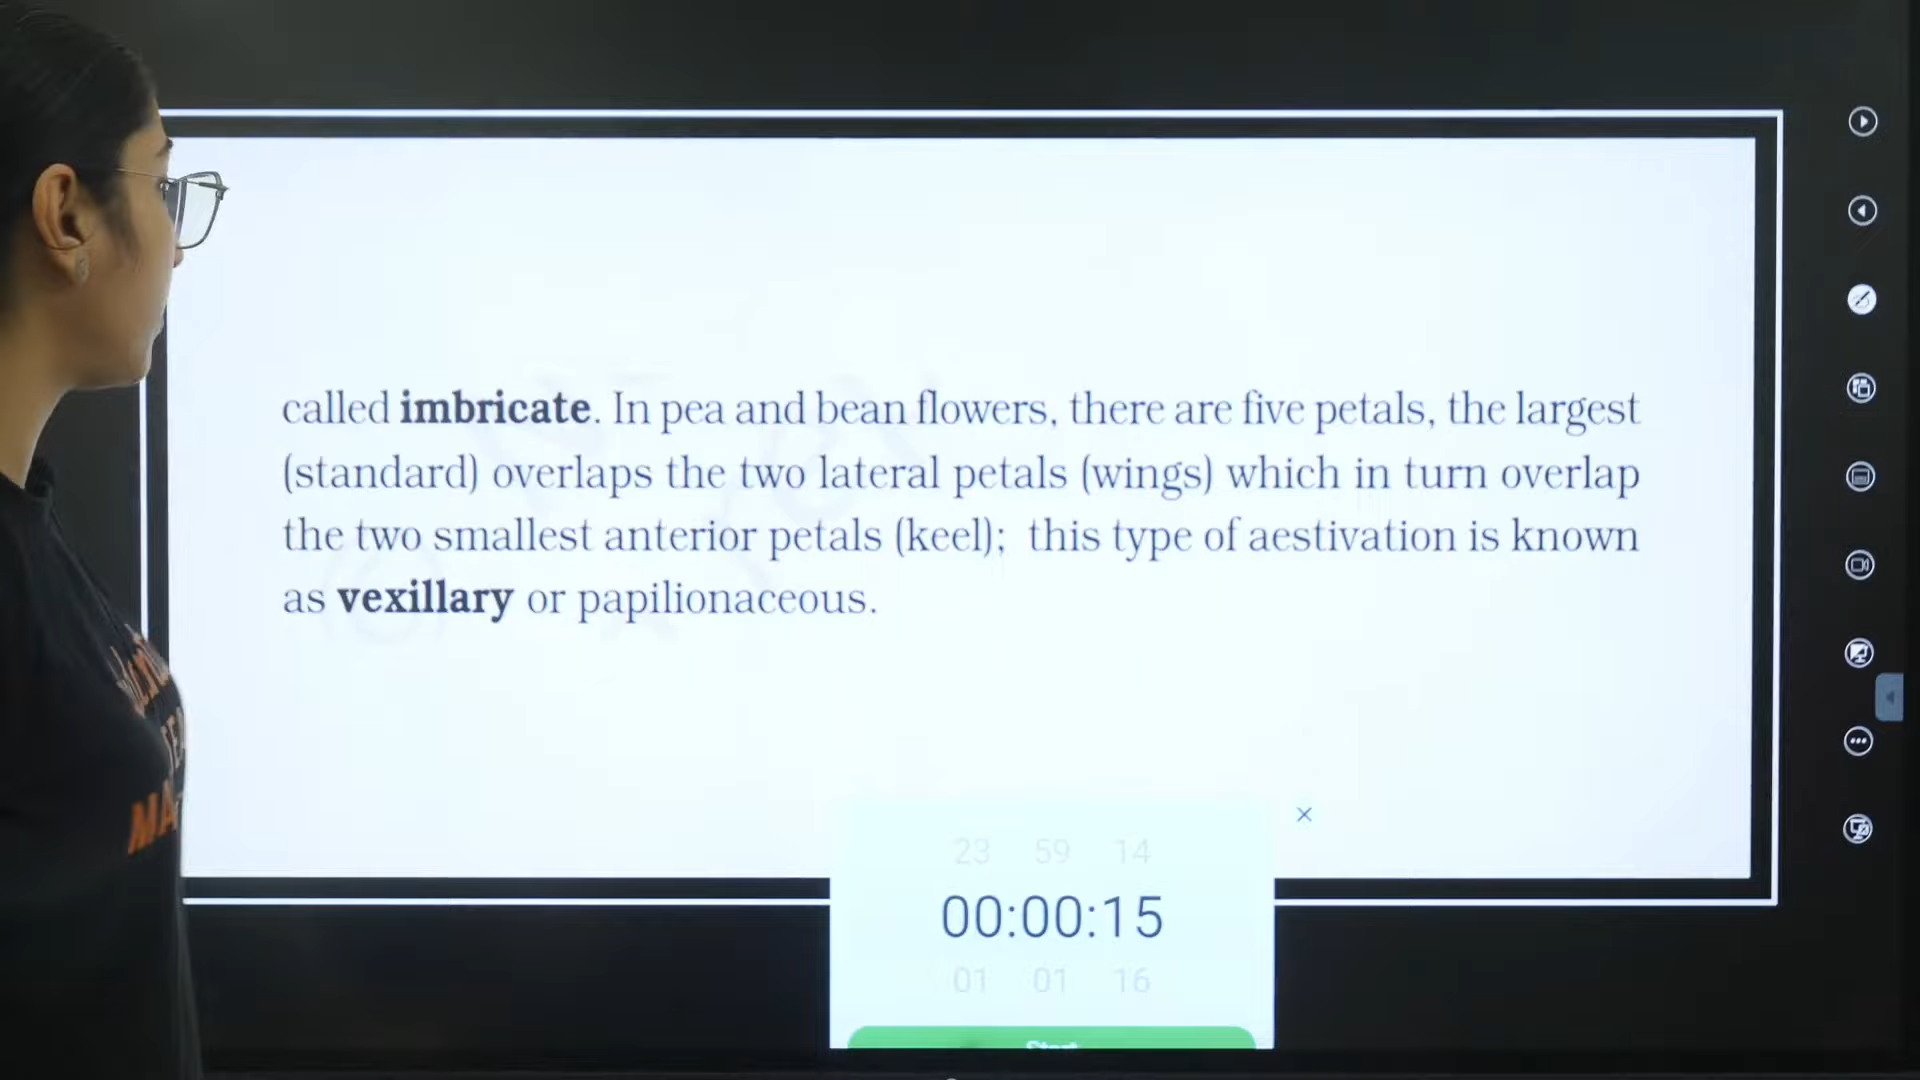 called imbricate. In pea and bean flowers, there are five petals, the largest
(standard) overlaps the two lateral petals (wings) which in turn overlap
the two smallest anterior petals (keel); this type of aestivation is known
as vexillary or papilionaceous.
23 59 14
00:00:15
01 01 16
Start
MA